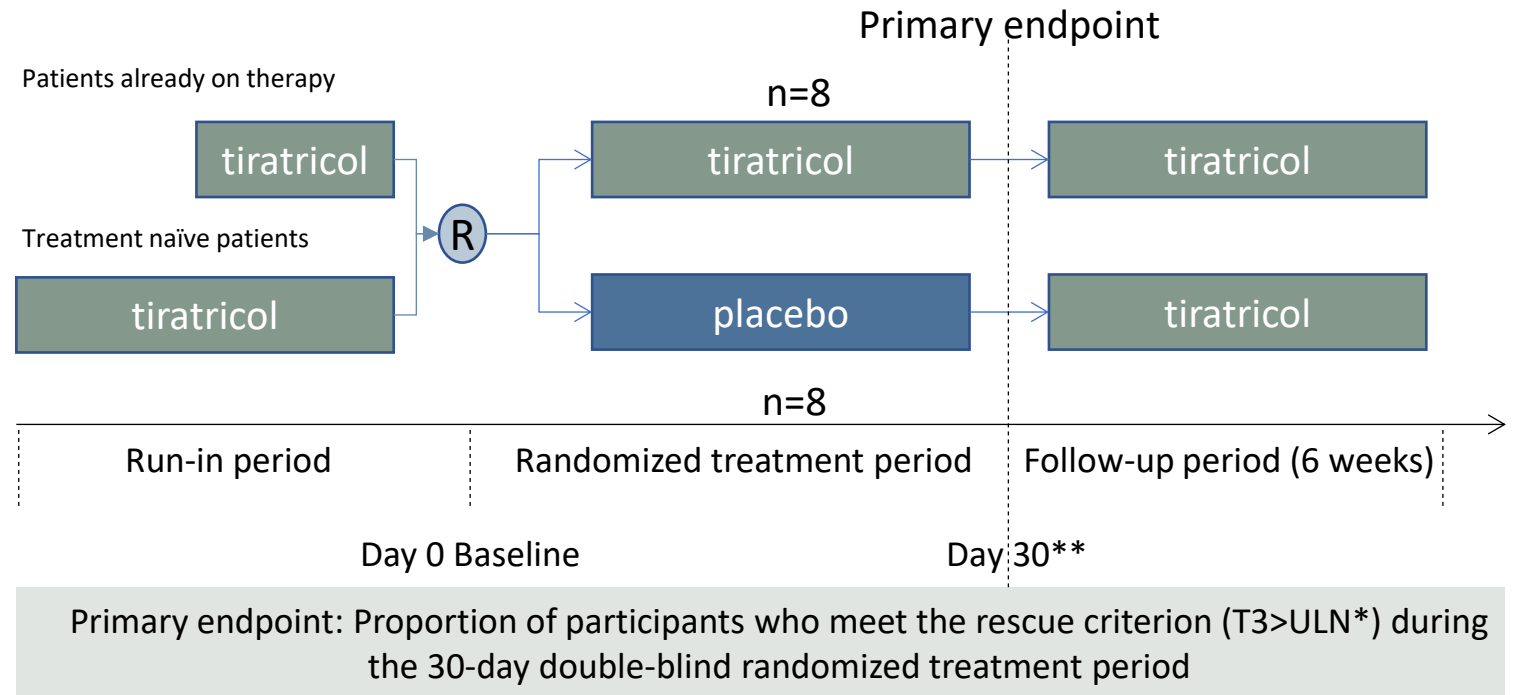 Primary endpoint
Patients already on therapy
n=8
tiratricol
tiratricol
tiratricol
R
Treatment naïve patients
tiratricol
placebo
tiratricol
n=8
Run-in period
Randomized treatment period
Follow-up period (6 weeks)
Day 0 Baseline
Day 30**
Primary endpoint: Proportion of participants who meet the rescue criterion (T3>ULN*) during
the 30-day double-blind randomized treatment period